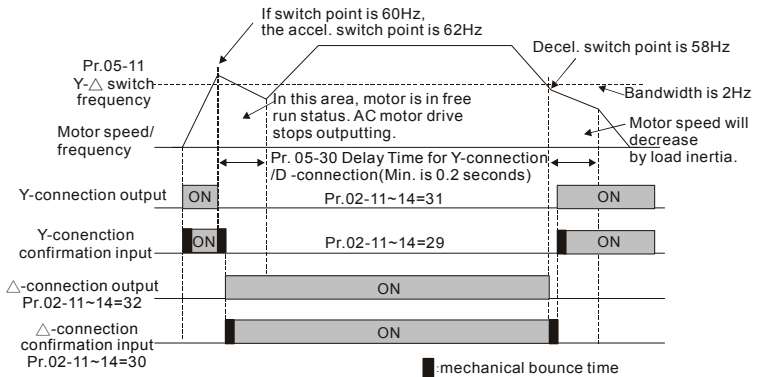 If switch point is 60Hz,
the accel. switch point is 62Hz
Decel. switch point is 58Hz
Pr.05-11
Y-△ switch
frequency
Bandwidth is 2Hz
In this area, motor is in free
run status. AC motor drive
stops outputting.
Motor speed will
decrease
by load inertia.
Motor speed/
frequency
Pr. 05-30 Delay Time for Y-connection
/D -connection(Min. is 0.2 seconds)
Y-connection output
ON
Pr.02-11~14=31
ON
Y-conenction
confirmation input
ON
Pr.02-11~14=29
ON
△-connection output
Pr.02-11~14=32
ON
△-connection
confirmation input
Pr.02-11~14=30
ON
:mechanical bounce time